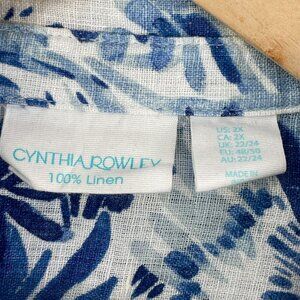 CYNTHIA ROWLEY
100% Linen
US: 2X
CA: 2X
UK: 22/24
EU: 48/50
AU: 22/24
MADE IN